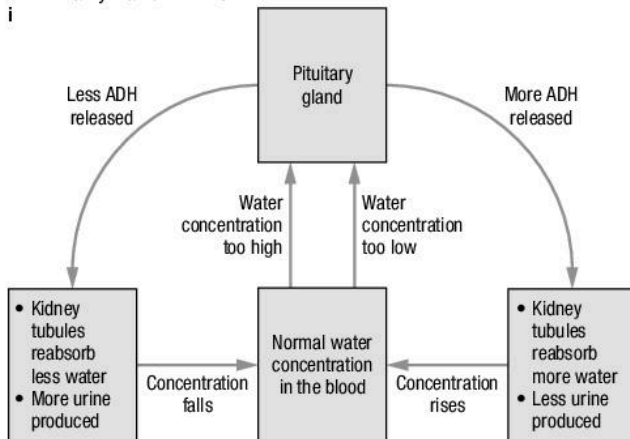 i
Pituitary
gland
Less ADH
released
More ADH
released
Water
concentration
too high
Water
concentration
too low
• Kidney
tubules
reabsorb
less water
• More urine
produced
Concentration
falls
Normal water
concentration
in the blood
Concentration
rises
• Kidney
tubules
reabsorb
more water
• Less urine
produced